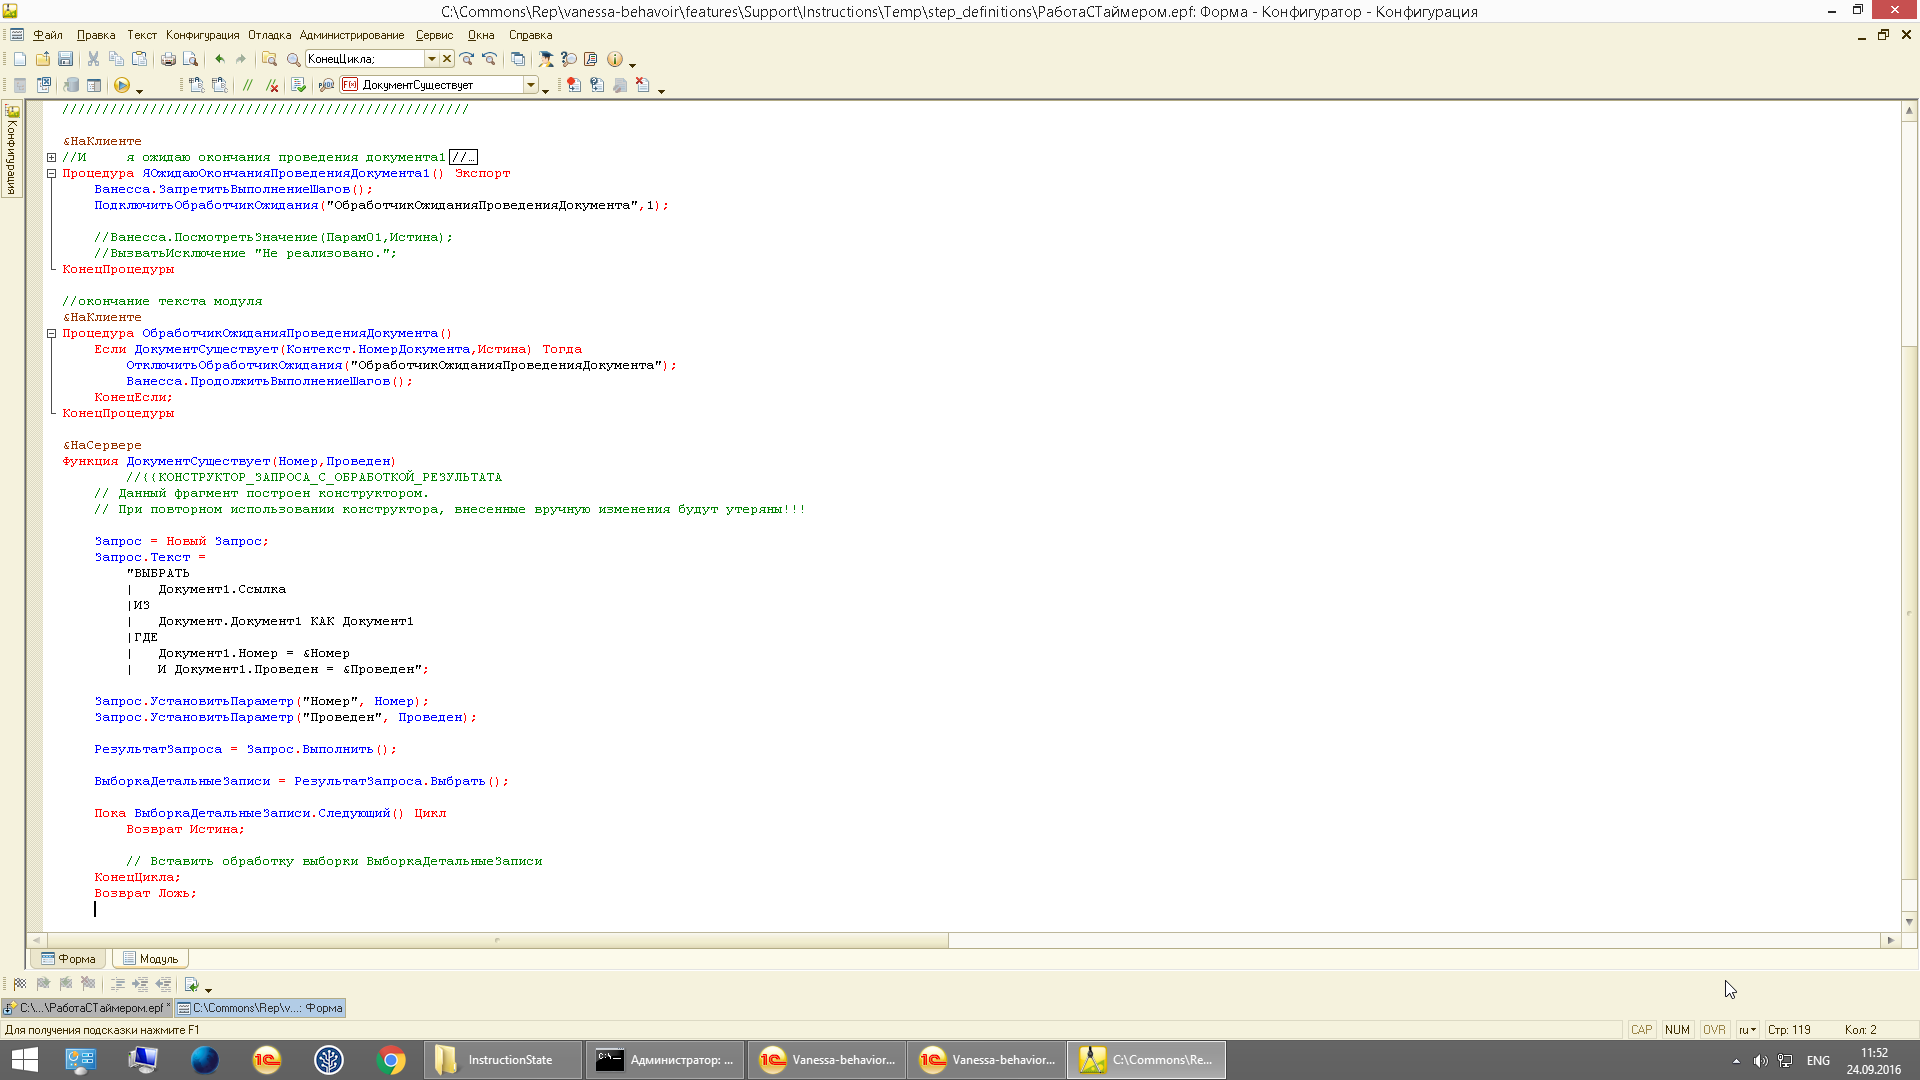 C:\Commons\Rep\vanessa-behavoir\features\Support\Instructions\Temp\step_definitions\РаботаСТаймером.epf: Форма - Конфигуратор - Конфигурация
Файл Правка Текст Конфигурация Отладка Администрирование Сервис Окна Справка
КонецЦикла;
ДокументСуществует
Конфигурация
///////////////////////////////////////////////////
&НаКлиенте
//И     я ожидаю окончания проведения документа1 //…
Процедура ЯОжидаюОкончанияПроведенияДокумента1() Экспорт
Ванесса.ЗапретитьВыполнениеШагов();
ПодключитьОбработчикОжидания("ОбработчикОжиданияПроведенияДокумента",1);
//Ванесса.ПосмотретьЗначение(Парам01,Истина);
//ВызватьИсключение "Не реализовано.";
КонецПроцедуры
//окончание текста модуля
&НаКлиенте
Процедура ОбработчикОжиданияПроведенияДокумента()
Если ДокументСуществует(Контекст.НомерДокумента,Истина) Тогда
ОтключитьОбработчикОжидания("ОбработчикОжиданияПроведенияДокумента");
Ванесса.ПродолжитьВыполнениеШагов();
КонецЕсли;
КонецПроцедуры
&НаСервере
Функция ДокументСуществует(Номер,Проведен)
//{{КОНСТРУКТОР_ЗАПРОСА_С_ОБРАБОТКОЙ_РЕЗУЛЬТАТА
// Данный фрагмент построен конструктором.
// При повторном использовании конструктора, внесенные вручную изменения будут утеряны!!!
Запрос = Новый Запрос;
Запрос.Текст =
"ВЫБРАТЬ
|   Документ1.Ссылка
|ИЗ
|   Документ.Документ1 КАК Документ1
|ГДЕ
|   Документ1.Номер = &Номер
|   И Документ1.Проведен = &Проведен";
Запрос.УстановитьПараметр("Номер", Номер);
Запрос.УстановитьПараметр("Проведен", Проведен);
РезультатЗапроса = Запрос.Выполнить();
ВыборкаДетальныеЗаписи = РезультатЗапроса.Выбрать();
Пока ВыборкаДетальныеЗаписи.Следующий() Цикл
Возврат Истина;
// Вставить обработку выборки ВыборкаДетальныеЗаписи
КонецЦикла;
Возврат Ложь;
Форма Модуль
C:\...\РаботаСТаймером.epf * C:\Commons\Rep\v...: Форма
Для получения подсказки нажмите F1 CAP NUM OVR ru Стр: 119 Кол: 2
InstructionState Администратор: ... Vanessa-behavior... Vanessa-behavior... C:\Commons\Re... ENG 11:52
24.09.2016